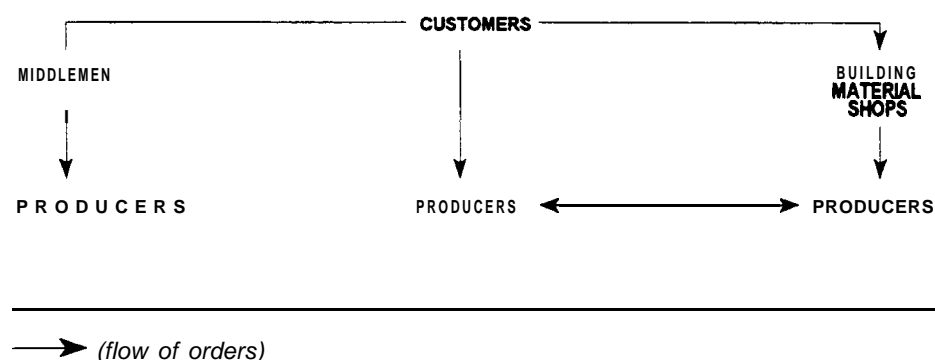 CUSTOMERS
MIDDLEMEN
BUILDING
MATERIAL
SHOPS
PRODUCERS
PRODUCERS
PRODUCERS
(flow of orders)